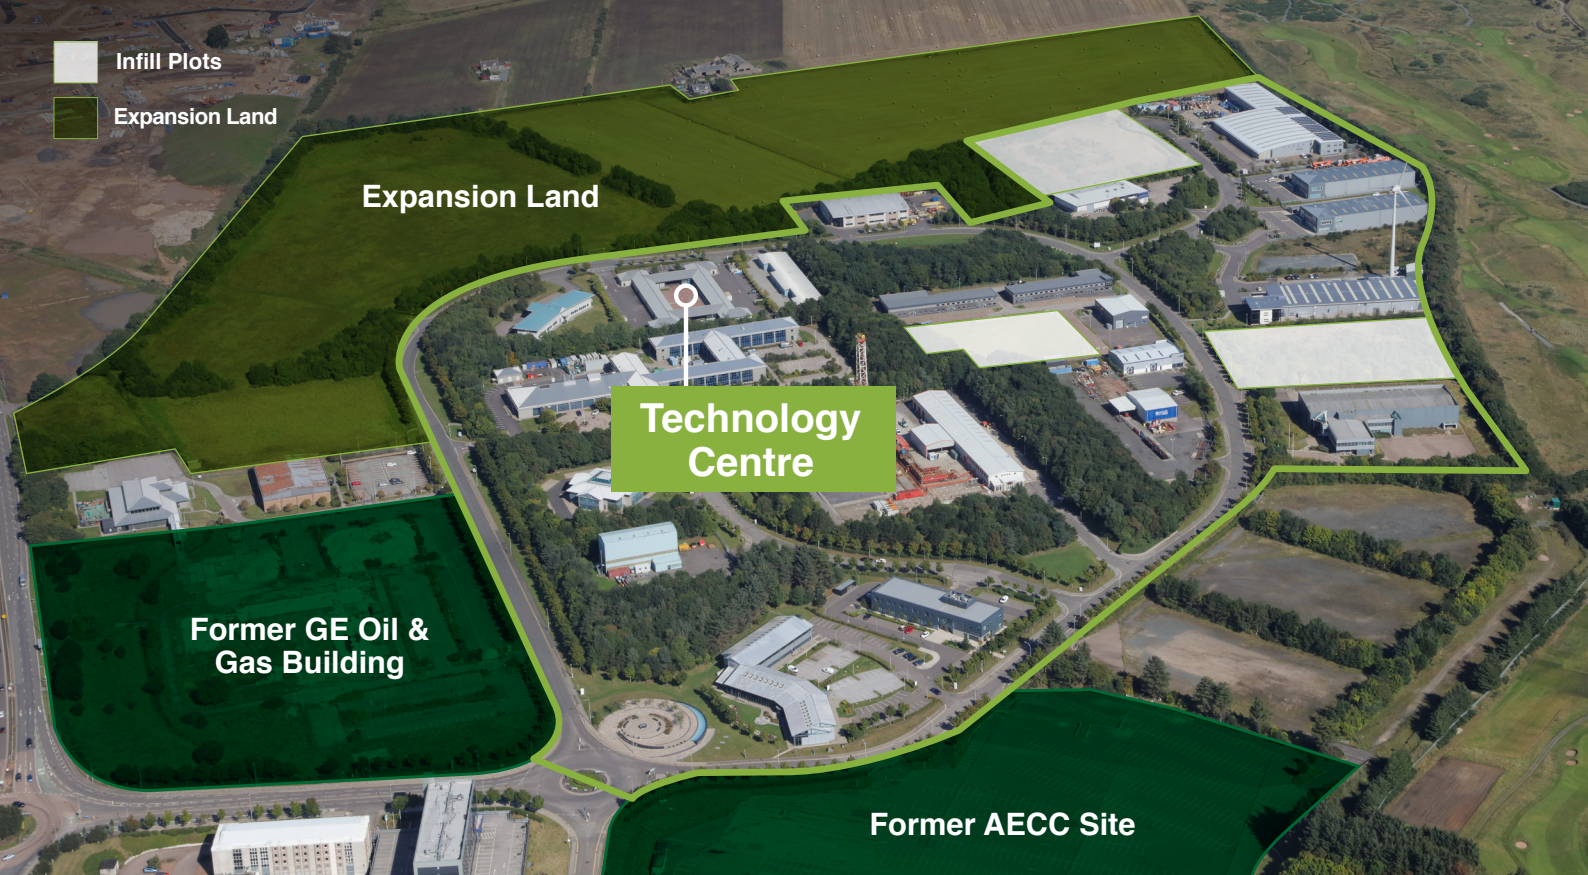 Infill Plots
Expansion Land
Expansion Land
Technology
Centre
Former GE Oil &
Gas Building
Former AECC Site